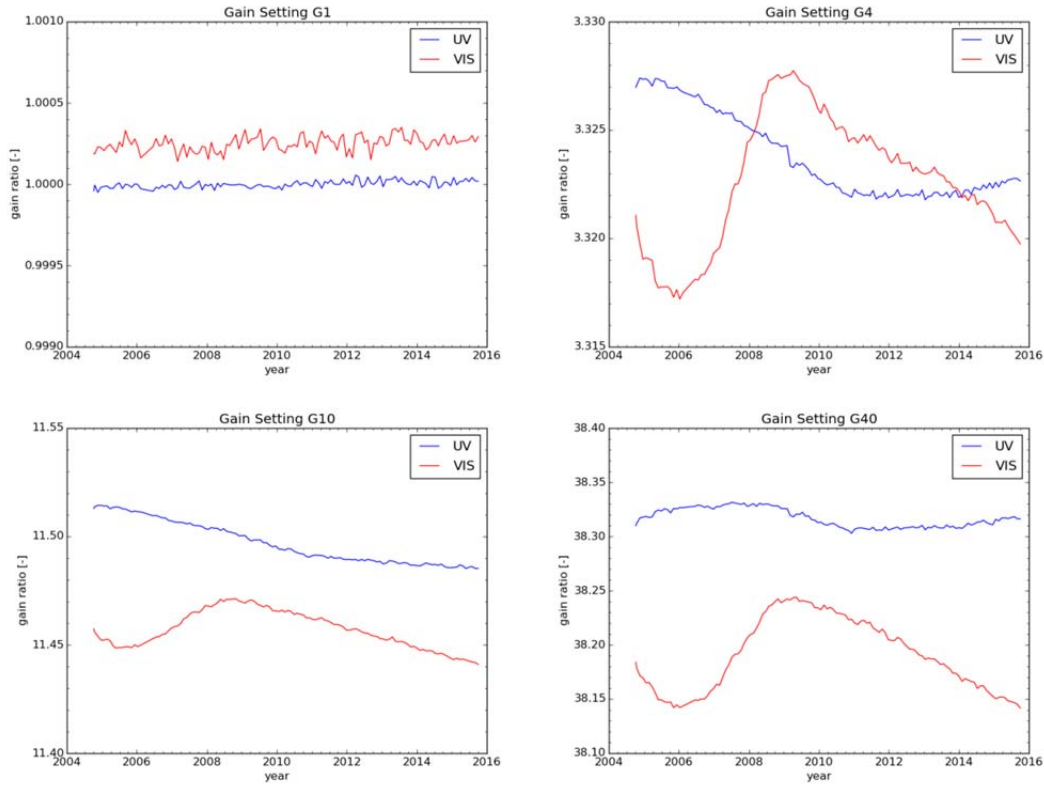 Gain Setting G1
1.0010
1.0005
1.0000
0.9995
0.9990
gain ratio [-]
UV
VIS
2004 2006 2008 2010 2012 2014 2016
year
Gain Setting G4
3.330
3.325
3.320
3.315
gain ratio [-]
UV
VIS
2004 2006 2008 2010 2012 2014 2016
year
Gain Setting G10
11.55
11.50
11.45
11.40
gain ratio [-]
UV
VIS
2004 2006 2008 2010 2012 2014 2016
year
Gain Setting G40
38.40
38.35
38.30
38.25
38.20
38.15
38.10
gain ratio [-]
UV
VIS
2004 2006 2008 2010 2012 2014 2016
year